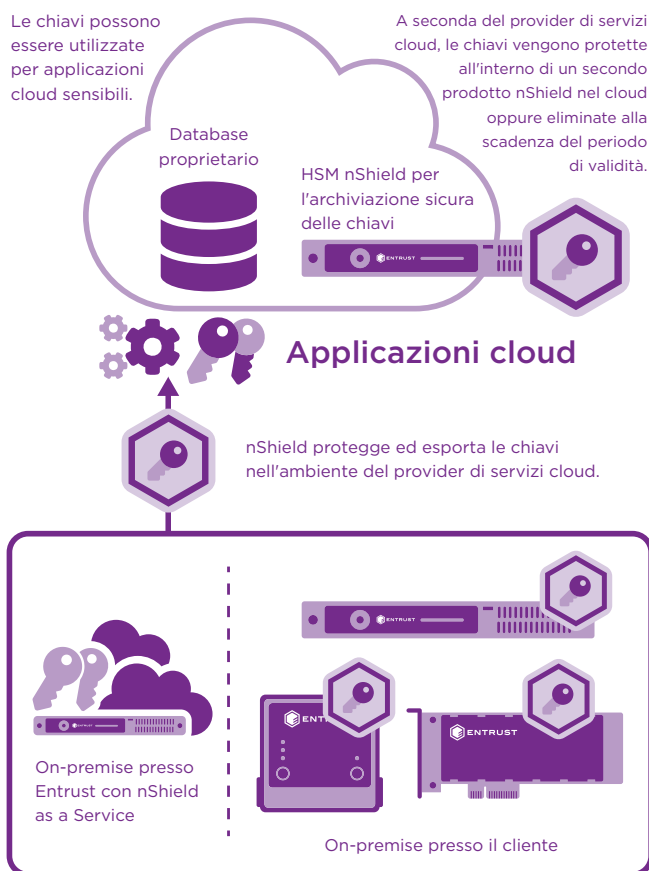 Le chiavi possono
essere utilizzate
per applicazioni
cloud sensibili.
A seconda del provider di servizi
cloud, le chiavi vengono protette
all'interno di un secondo
prodotto nShield nel cloud
oppure eliminate alla
scadenza del periodo
di validità.
Database
proprietario
HSM nShield per
l'archiviazione sicura
delle chiavi
ENTRUST
Applicazioni cloud
nShield protegge ed esporta le chiavi
nell'ambiente del provider di servizi cloud.
ENTRUST
ENTRUST
ENTRUST
ENTRUST
On-premise presso
Entrust con nShield
as a Service
On-premise presso il cliente